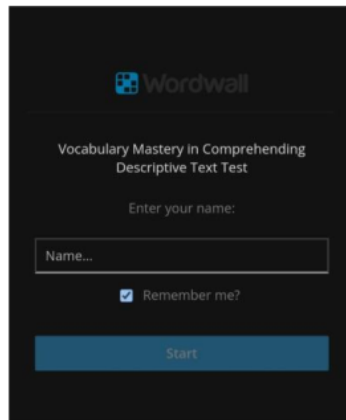 Wordwall
Vocabulary Mastery in Comprehending
Descriptive Text Test
Enter your name:
Name...
Remember me?
Start